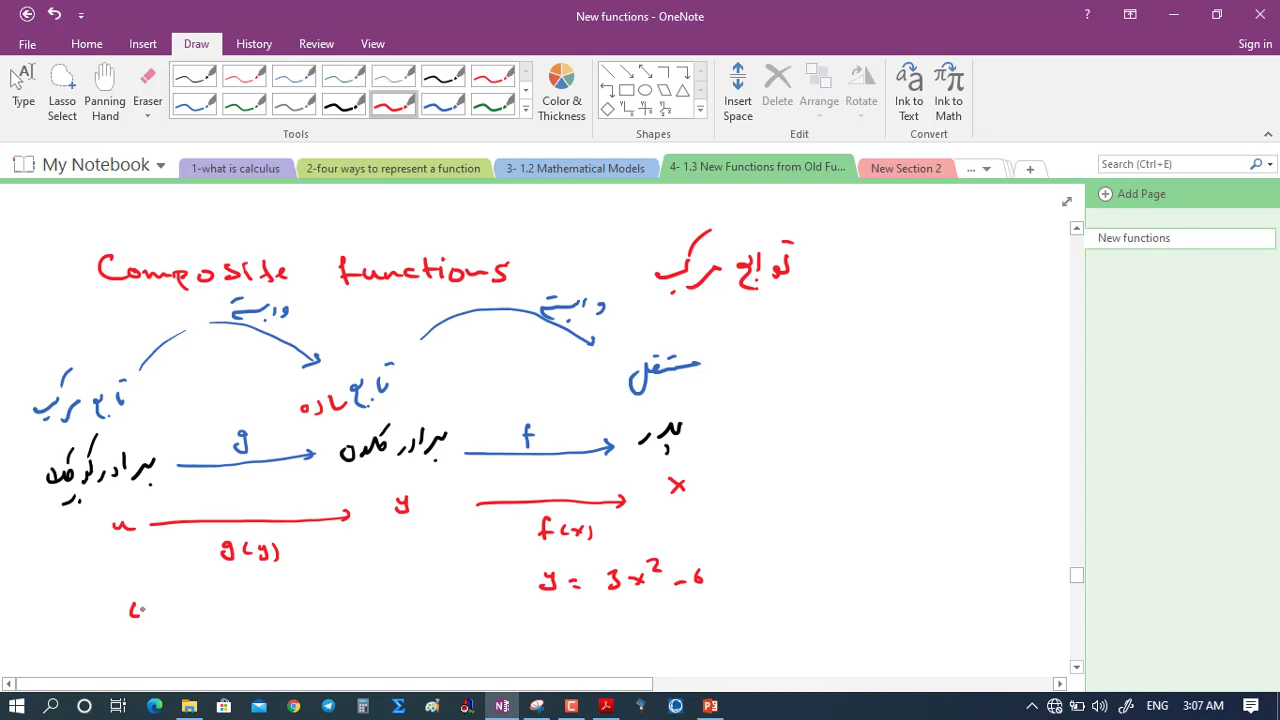 New functions - OneNote
? 
File Home Insert Draw History Review View Sign in
Type Lasso Select Panning Hand Eraser Color & Thickness Insert Space Delete Arrange Rotate Ink to Text Ink to Math
Tools Shapes Edit Convert
My Notebook 1-what is calculus 2-four ways to represent a function 3- 1.2 Mathematical Models 4- 1.3 New Functions from Old Fu... New Section 2 ... Search (Ctrl+E)
Add Page
New functions
Composite functions توابع مرکب
وابسته وابسته
مستقل
تابع ساده
تابع مرکب
پدر f برادر کلان g برادر کوچک
u y x
g(y) f(x)
y = 3x² - 6
ENG 3:07 AM